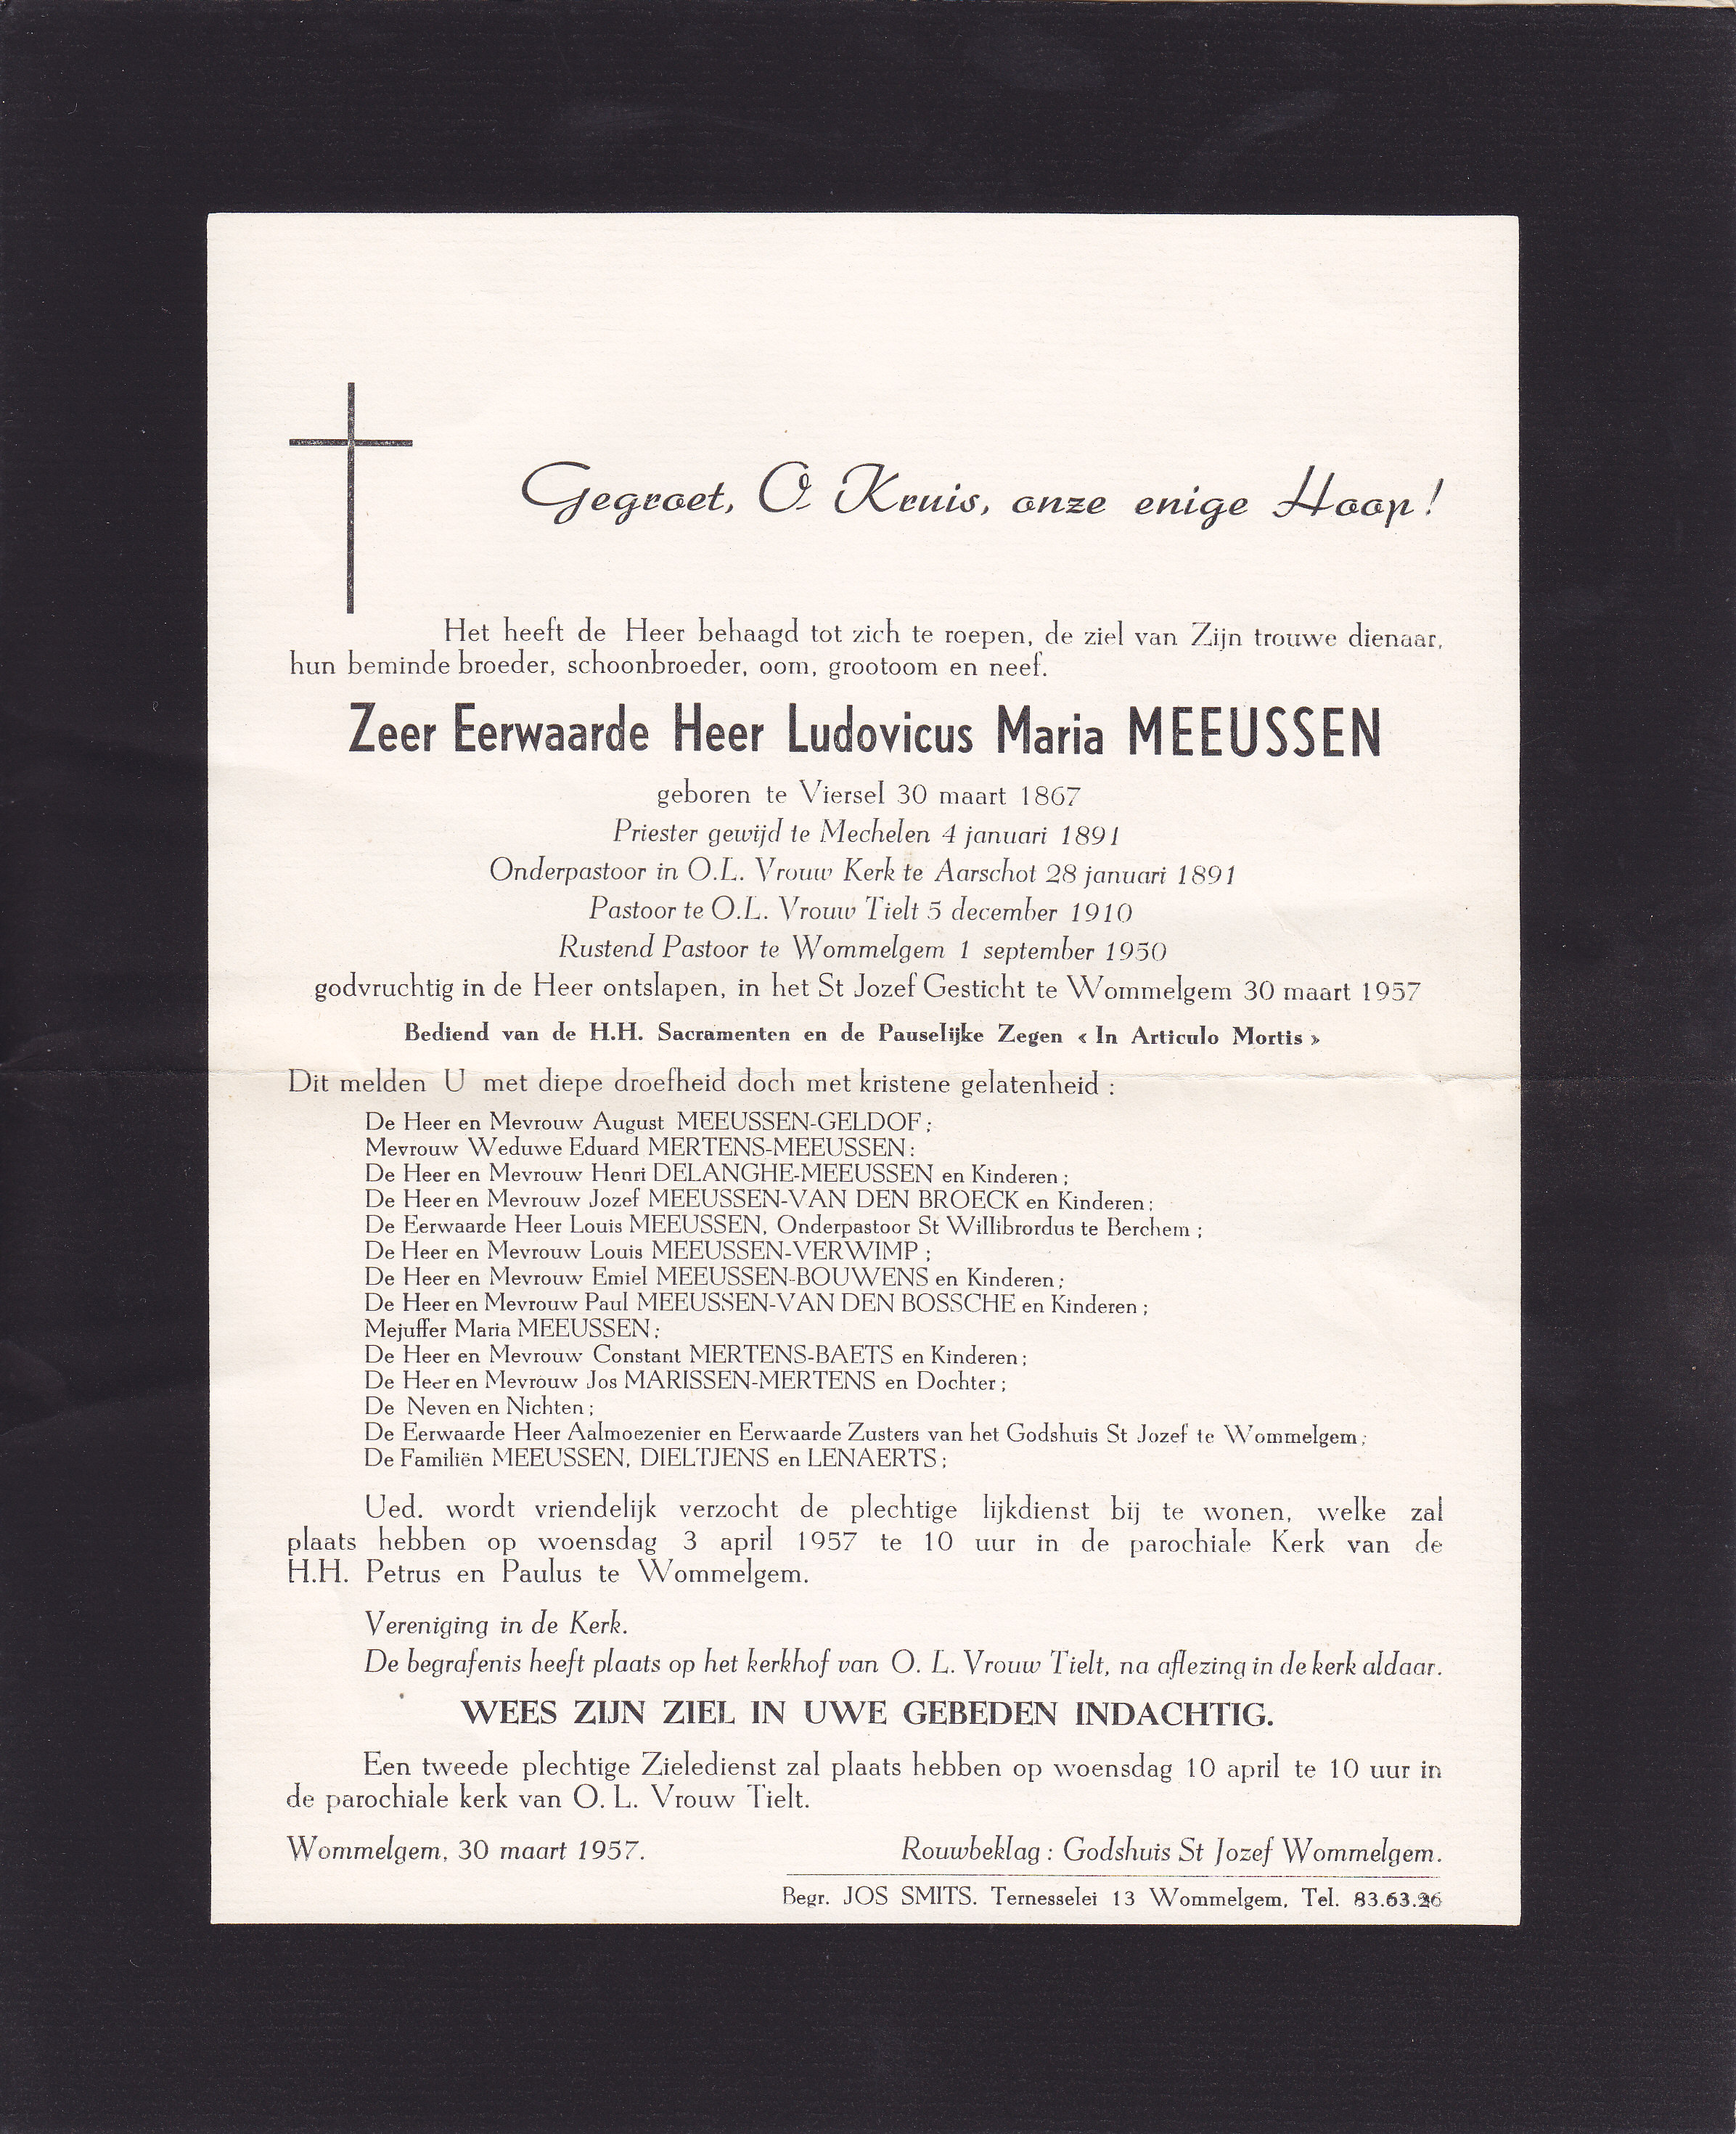 Gegroet, O Kruis, onze enige Hoop!
Het heeft de Heer behaagd tot zich te roepen, de ziel van Zijn trouwe dienaar,
hun beminde broeder, schoonbroeder, oom, grootoom en neef.
Zeer Eerwaarde Heer Ludovicus Maria MEEUSSEN
geboren te Viersel 30 maart 1867
Priester gewijd te Mechelen 4 januari 1891
Onderpastoor in O.L. Vrouw Kerk te Aarschot 28 januari 1891
Pastoor te O.L. Vrouw Tielt 5 december 1910
Rustend Pastoor te Wommelgem 1 september 1950
godvruchtig in de Heer ontslapen, in het St Jozef Gesticht te Wommelgem 30 maart 1957
Bediend van de H.H. Sacramenten en de Pauselijke Zegen « In Articulo Mortis »
Dit melden U met diepe droefheid doch met kristene gelatenheid :
De Heer en Mevrouw August MEEUSSEN-GELDOF;
Mevrouw Weduwe Eduard MERTENS-MEEUSSEN:
De Heer en Mevrouw Henri DELANGHE-MEEUSSEN en Kinderen ;
De Heer en Mevrouw Jozef MEEUSSEN-VAN DEN BROECK en Kinderen;
De Eerwaarde Heer Louis MEEUSSEN, Onderpastoor St Willibrordus te Berchem ;
De Heer en Mevrouw Louis MEEUSSEN-VERWIMP ;
De Heer en Mevrouw Emiel MEEUSSEN-BOUWENS en Kinderen;
De Heer en Mevrouw Paul MEEUSSEN-VAN DEN BOSSCHE en Kinderen ;
Mejuffer Maria MEEUSSEN;
De Heer en Mevrouw Constant MERTENS-BAETS en Kinderen;
De Heer en Mevrouw Jos MARISSEN-MERTENS en Dochter ;
De Neven en Nichten ;
De Eerwaarde Heer Aalmoezenier en Eerwaarde Zusters van het Godshuis St Jozef te Wommelgem;
De Familiën MEEUSSEN, DIELTJENS en LENAERTS ;
Ued. wordt vriendelijk verzocht de plechtige lijkdienst bij te wonen, welke zal
plaats hebben op woensdag 3 april 1957 te 10 uur in de parochiale Kerk van de
H.H. Petrus en Paulus te Wommelgem.
Vereniging in de Kerk.
De begrafenis heeft plaats op het kerkhof van O. L. Vrouw Tielt, na aflezing in de kerk aldaar.
WEES ZIJN ZIEL IN UWE GEBEDEN INDACHTIG.
Een tweede plechtige Zieledienst zal plaats hebben op woensdag 10 april te 10 uur in
de parochiale kerk van O. L. Vrouw Tielt.
Wommelgem, 30 maart 1957.
Rouwbeklag : Godshuis St Jozef Wommelgem.
Begr. JOS SMITS. Ternesselei 13 Wommelgem, Tel.